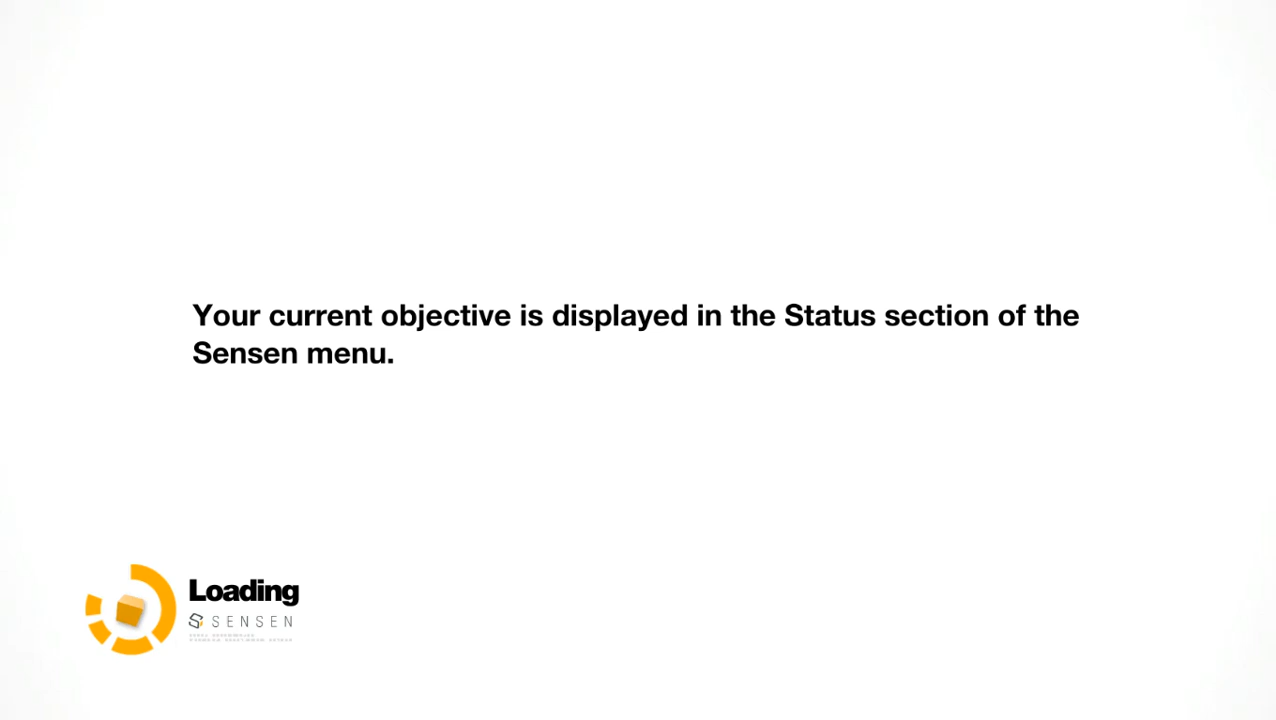 Your current objective is displayed in the Status section of the
Sensen menu.
Loading
SENSEN